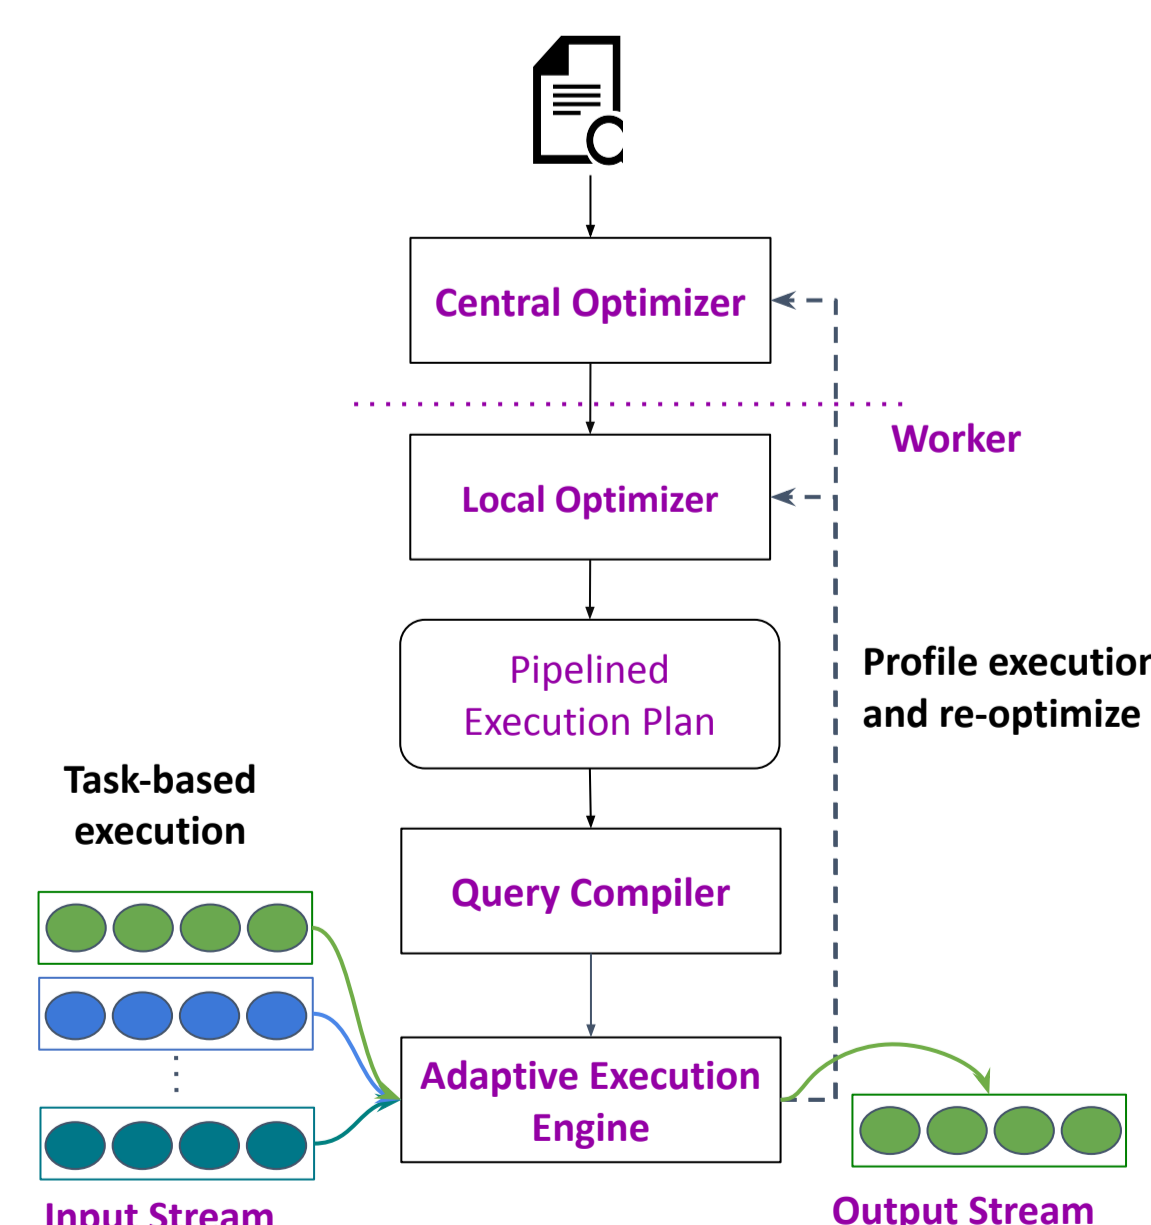 Central Optimizer
Worker
Local Optimizer
Pipelined
Execution Plan
Profile execution
and re-optimize
Task-based
execution
Query Compiler
Adaptive Execution
Engine
Input Stream
Output Stream